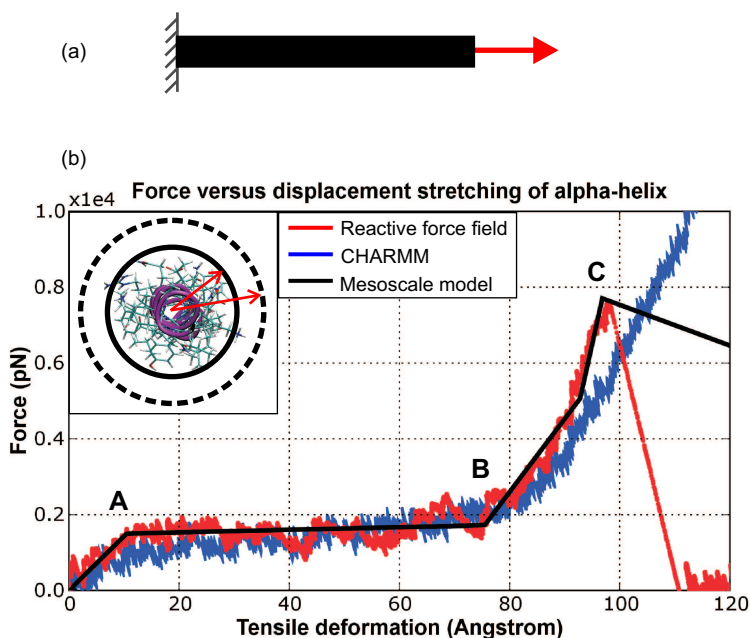 (a)
(b)
Force versus displacement stretching of alpha-helix
x1e4
1.0
0.8
0.6
0.4
0.2
0.0
Force (pN)
Reactive force field
CHARMM
Mesoscale model
A
B
C
0
20
40
60
80
100
120
Tensile deformation (Angstrom)